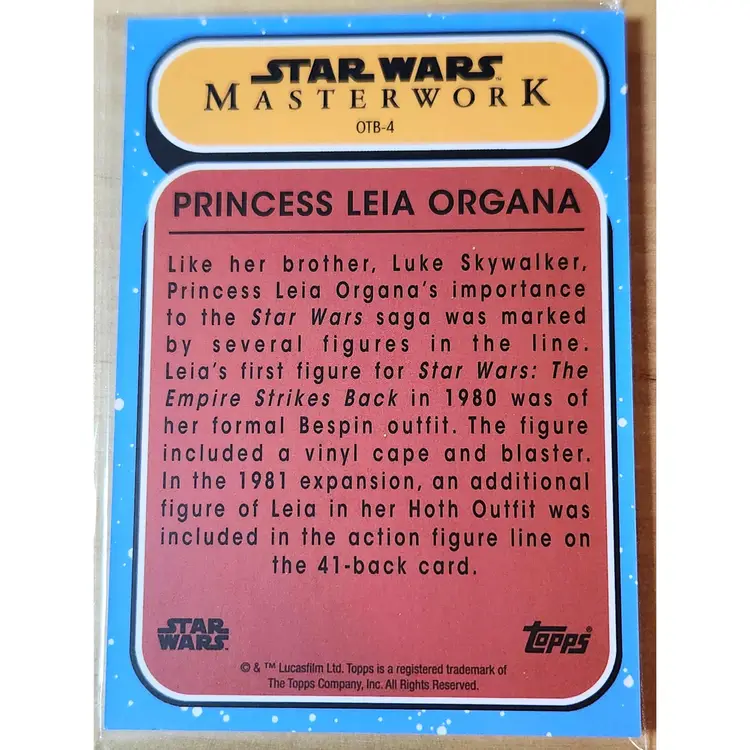 STAR WARS™
MASTERWORK
OTB-4
PRINCESS LEIA ORGANA
Like her brother, Luke Skywalker,
Princess Leia Organa's importance
to the Star Wars saga was marked
by several figures in the line.
Leia's first figure for Star Wars: The
Empire Strikes Back in 1980 was of
her formal Bespin outfit. The figure
included a vinyl cape and blaster.
In the 1981 expansion, an additional
figure of Leia in her Hoth Outfit was
included in the action figure line on
the 41-back card.
STAR
WARS™
topps®
© & ™ Lucasfilm Ltd. Topps is a registered trademark of
The Topps Company, Inc. All Rights Reserved.